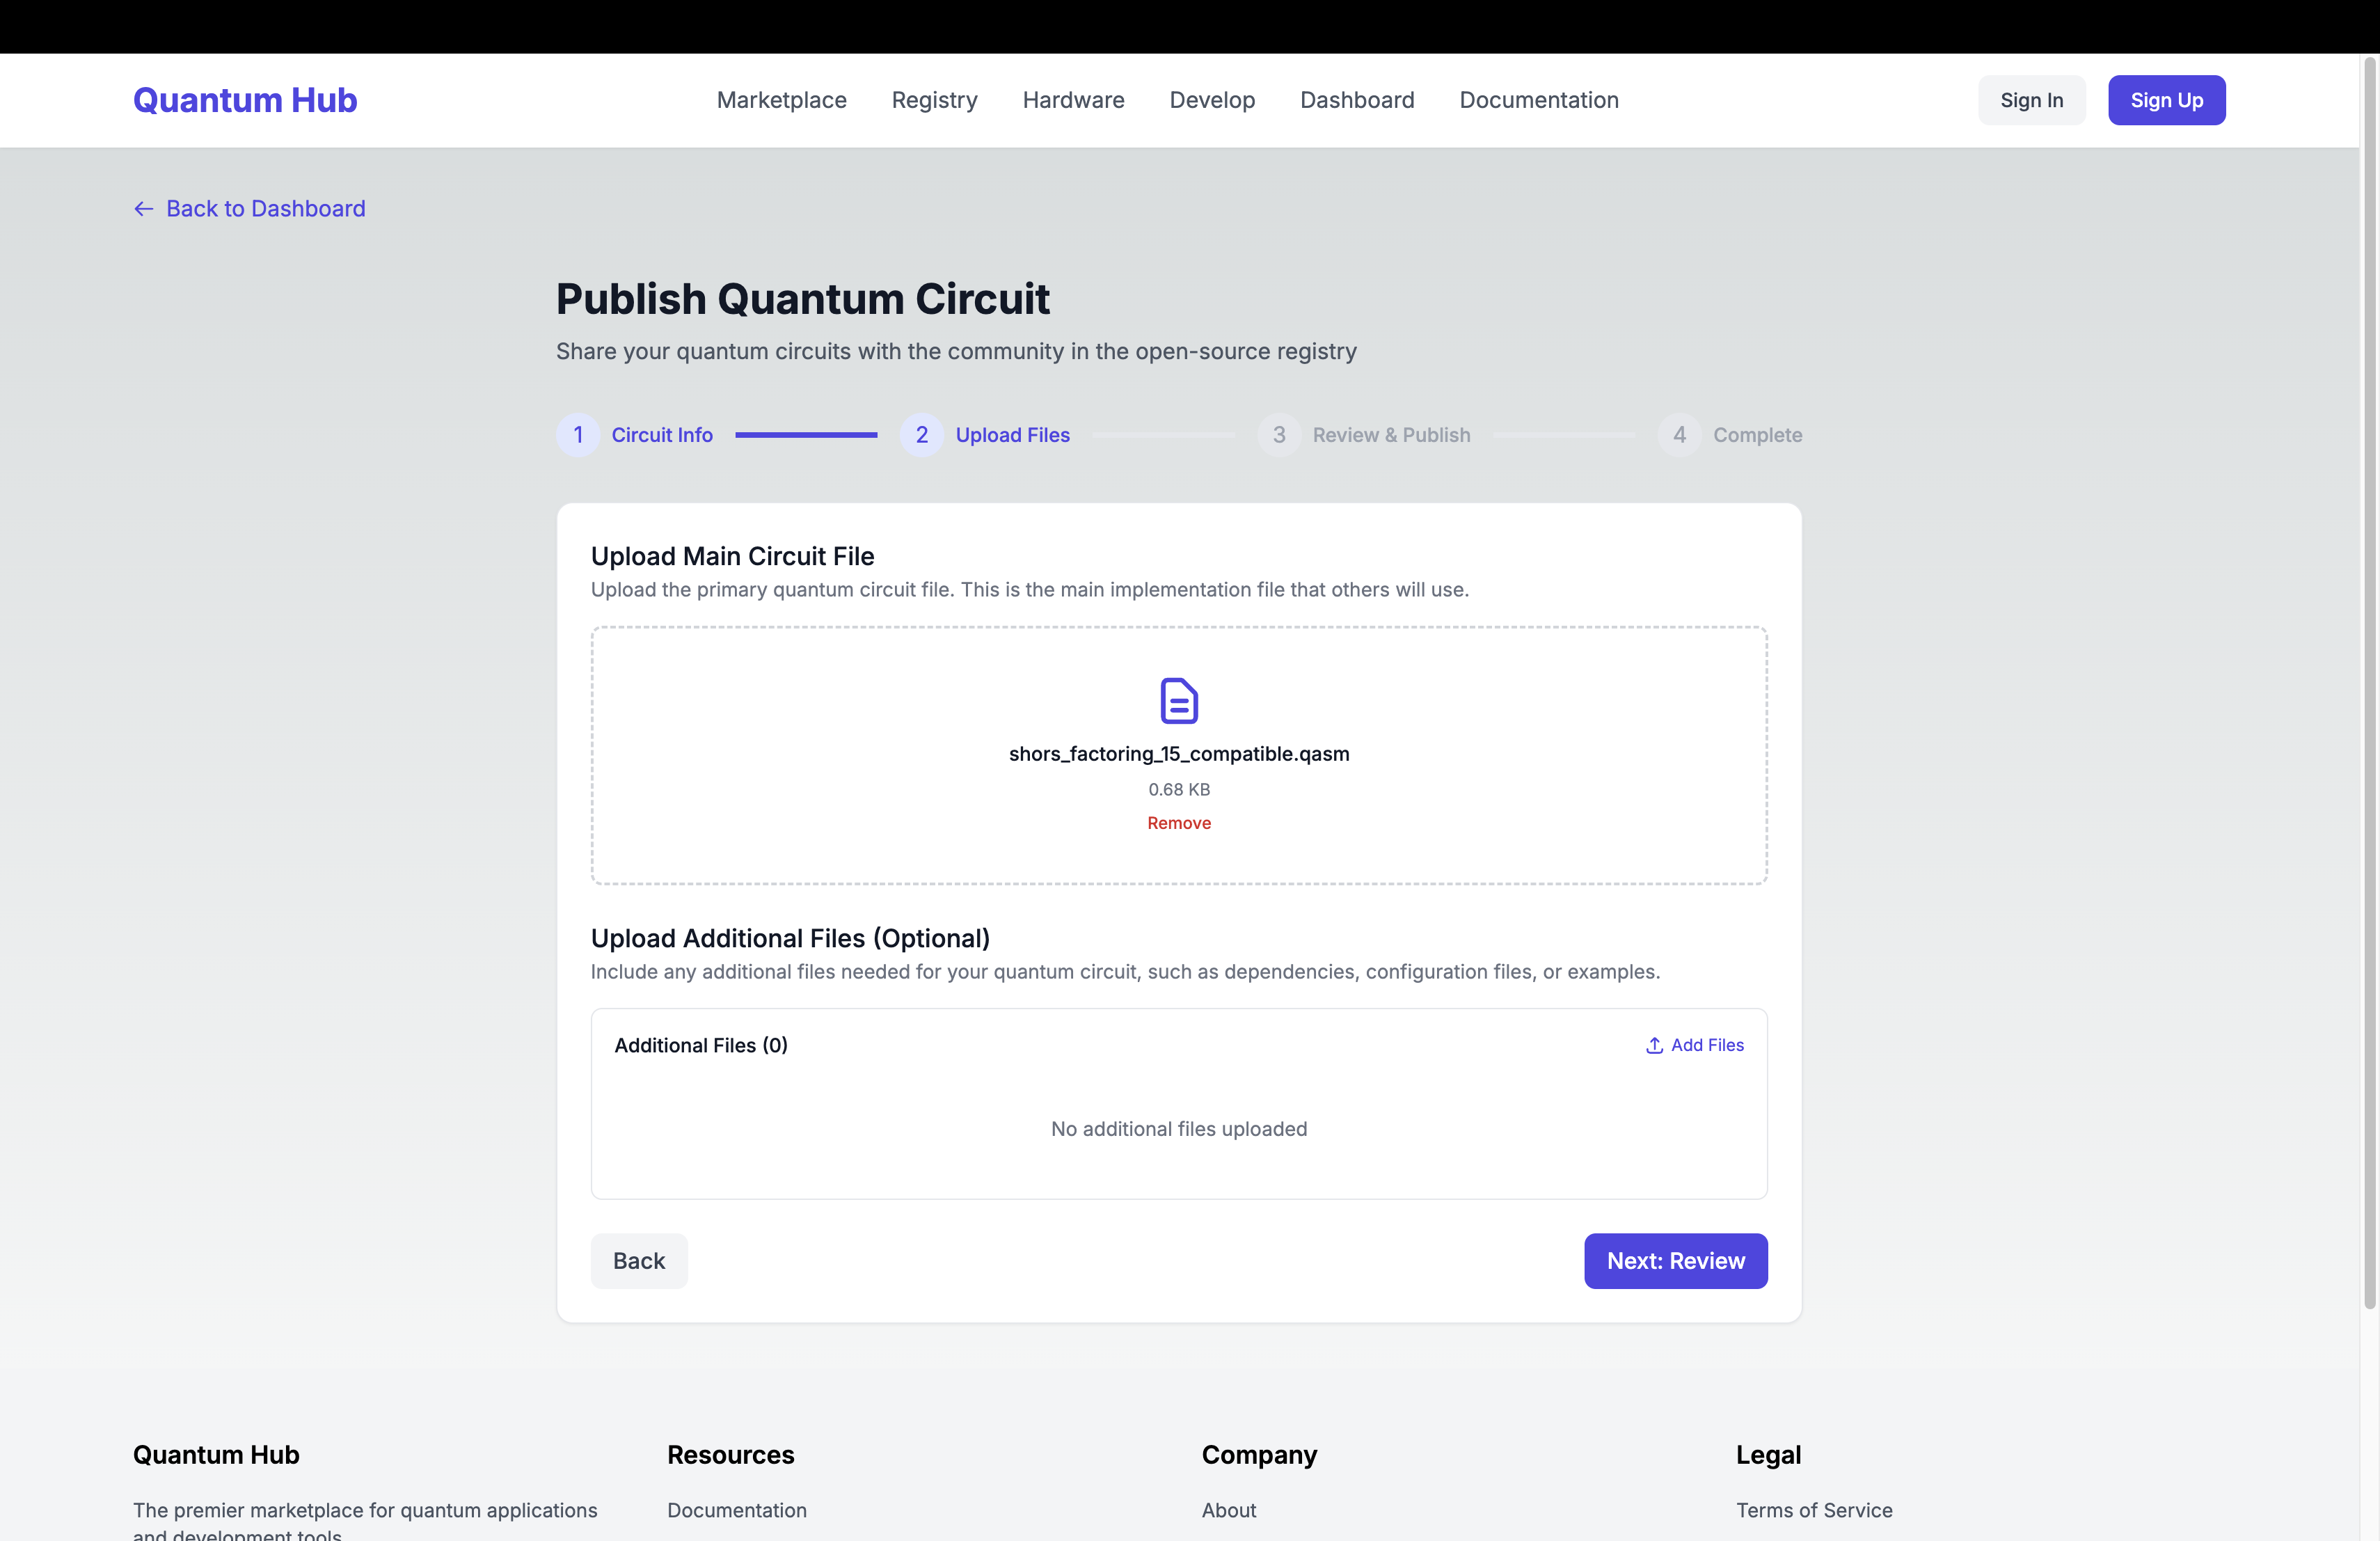 Quantum Hub
Marketplace
Registry
Hardware
Develop
Dashboard
Documentation
Sign In
Sign Up
← Back to Dashboard
Publish Quantum Circuit
Share your quantum circuits with the community in the open-source registry
1 Circuit Info
2 Upload Files
3 Review & Publish
4 Complete
Upload Main Circuit File
Upload the primary quantum circuit file. This is the main implementation file that others will use.
shors_factoring_15_compatible.qasm
0.68 KB
Remove
Upload Additional Files (Optional)
Include any additional files needed for your quantum circuit, such as dependencies, configuration files, or examples.
Additional Files (0)
Add Files
No additional files uploaded
Back
Next: Review
Quantum Hub
The premier marketplace for quantum applications
and development tools
Resources
Documentation
Company
About
Legal
Terms of Service